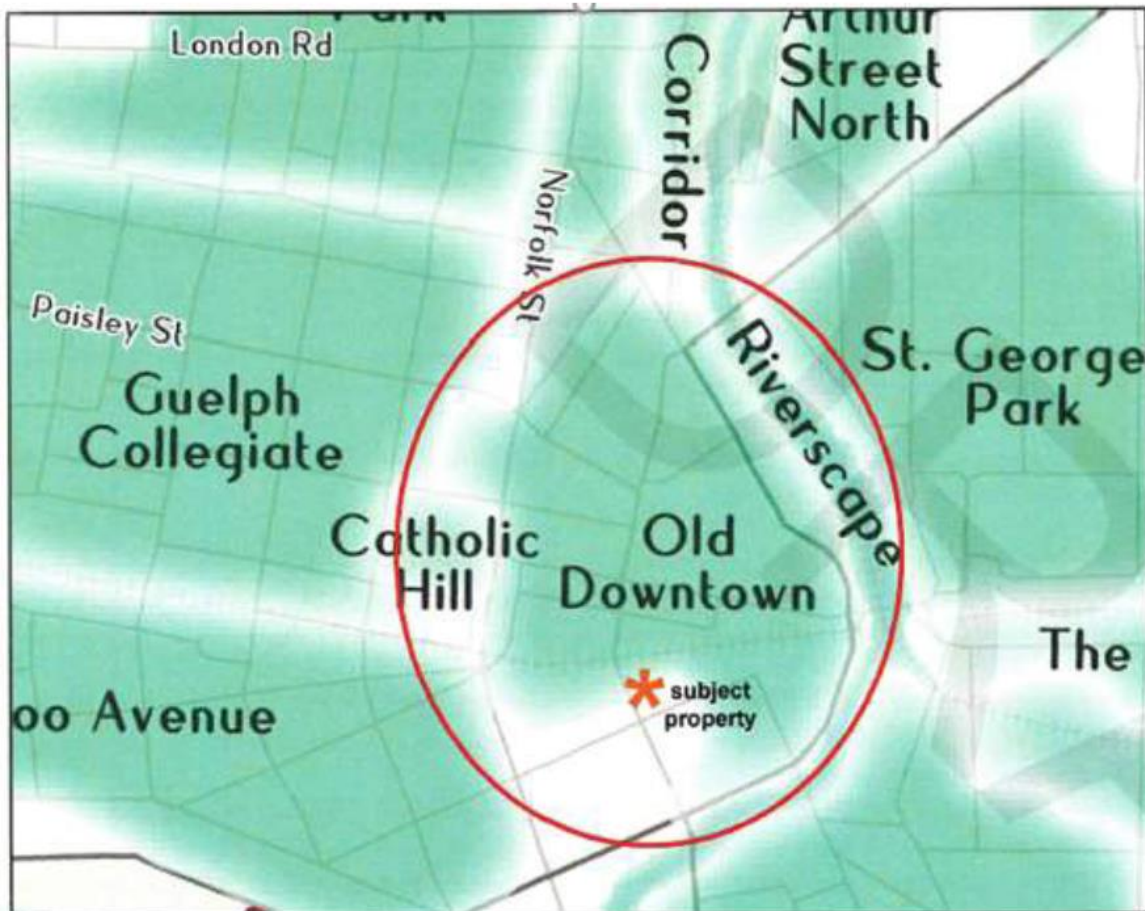 Park
London Rd
Corridor
Arthur
Street
North
Norfolk St
Paisley St
Riverscape
St. George
Park
Guelph
Collegiate
Catholic
Hill
Old
Downtown
The
oo Avenue
subject
property